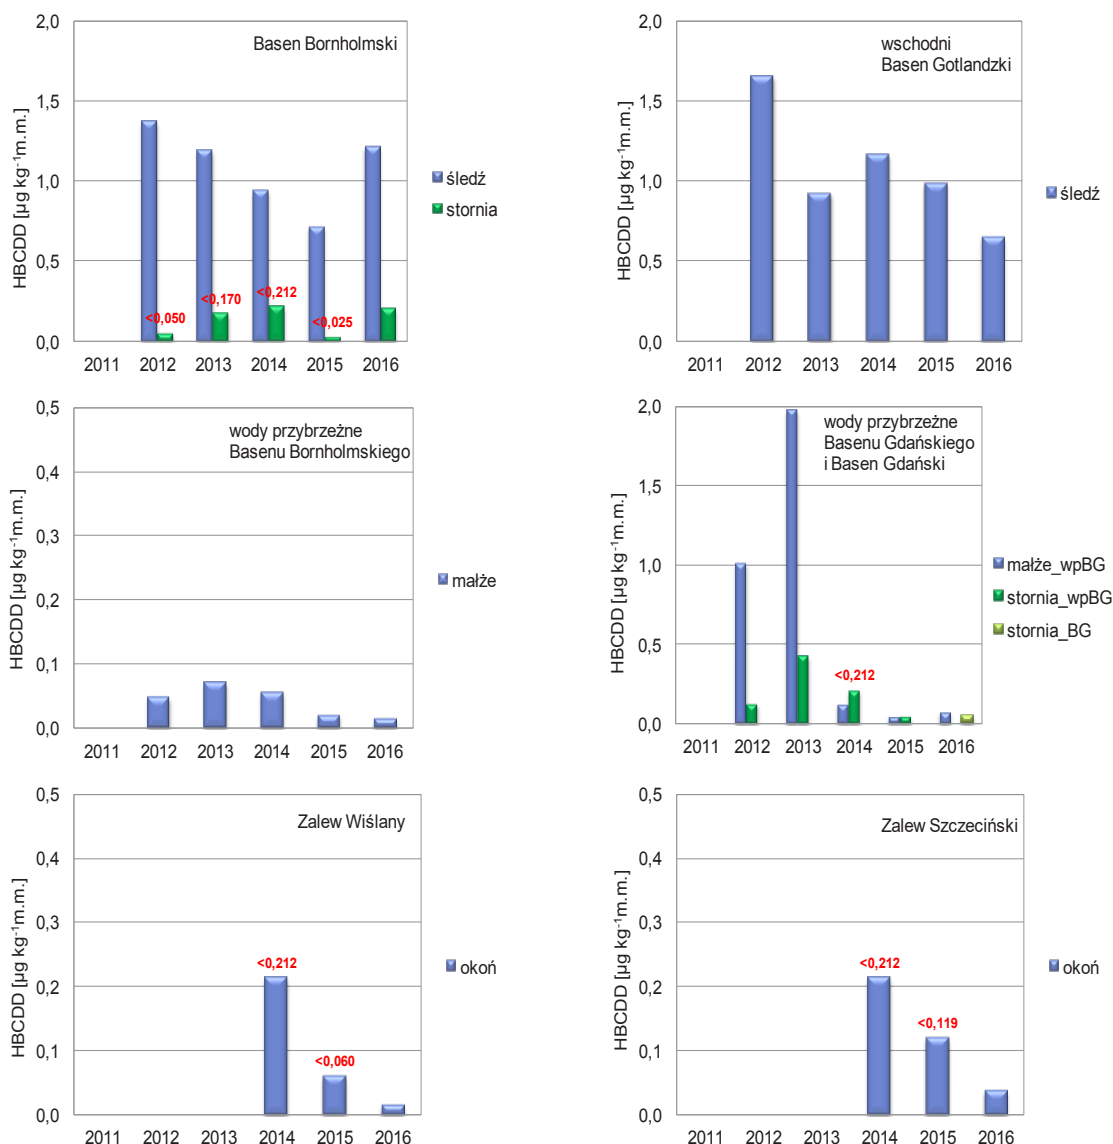 Basen Bornholmski
HBCDD [µg kg⁻¹m.m.]
2,0
1,5
1,0
0,5
0,0
<0,050
<0,170
<0,212
<0,025
2011 2012 2013 2014 2015 2016
śledź
stornia
wschodni
Basen Gotlandzki
HBCDD [µg kg⁻¹m.m.]
2,0
1,5
1,0
0,5
0,0
2011 2012 2013 2014 2015 2016
śledź
wody przybrzeżne
Basenu Bornholmskiego
HBCDD [µg kg⁻¹m.m.]
0,5
0,4
0,3
0,2
0,1
0,0
2011 2012 2013 2014 2015 2016
małże
wody przybrzeżne
Basenu Gdańskiego
i Basen Gdański
HBCDD [µg kg⁻¹m.m.]
2,0
1,5
1,0
0,5
0,0
<0,212
2011 2012 2013 2014 2015 2016
małże_wpBG
stornia_wpBG
stornia_BG
Zalew Wiślany
HBCDD [µg kg⁻¹m.m.]
0,5
0,4
0,3
0,2
0,1
0,0
<0,212
<0,060
2011 2012 2013 2014 2015 2016
okoń
Zalew Szczeciński
HBCDD [µg kg⁻¹m.m.]
0,5
0,4
0,3
0,2
0,1
0,0
<0,212
<0,119
2011 2012 2013 2014 2015 2016
okoń